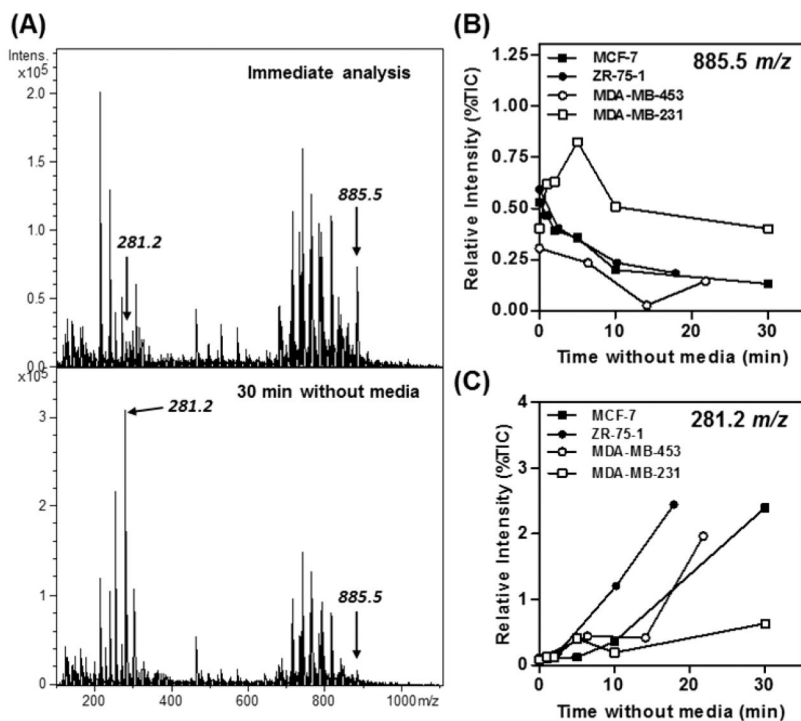 (A)
Intens.
x10⁵
Immediate analysis
2.0
1.5
1.0
0.5
0.0
281.2
885.5
x10⁵
30 min without media
3
2
1
0
281.2
885.5
200
400
600
800
1000
m/z
(B)
885.5 m/z
MCF-7
ZR-75-1
MDA-MB-453
MDA-MB-231
Relative Intensity (%TIC)
1.25
1.00
0.75
0.50
0.25
0.00
0
10
20
30
Time without media (min)
(C)
281.2 m/z
MCF-7
ZR-75-1
MDA-MB-453
MDA-MB-231
Relative Intensity (%TIC)
4
3
2
1
0
0
10
20
30
Time without media (min)